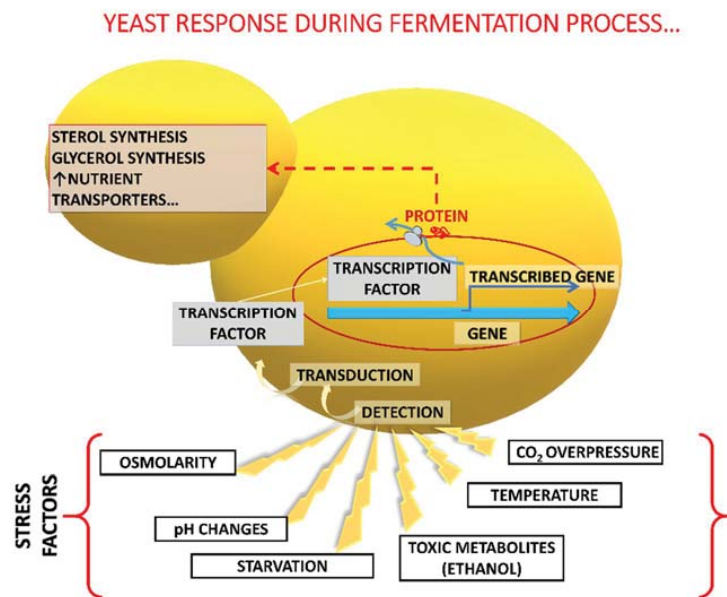 YEAST RESPONSE DURING FERMENTATION PROCESS...
STEROL SYNTHESIS
GLYCEROL SYNTHESIS
↑NUTRIENT
TRANSPORTERS...
PROTEIN
TRANSCRIPTION
FACTOR
TRANSCRIBED GENE
TRANSCRIPTION
FACTOR
GENE
TRANSDUCTION
DETECTION
STRESS
FACTORS
OSMOLARITY
CO₂ OVERPRESSURE
TEMPERATURE
pH CHANGES
STARVATION
TOXIC METABOLITES
(ETHANOL)